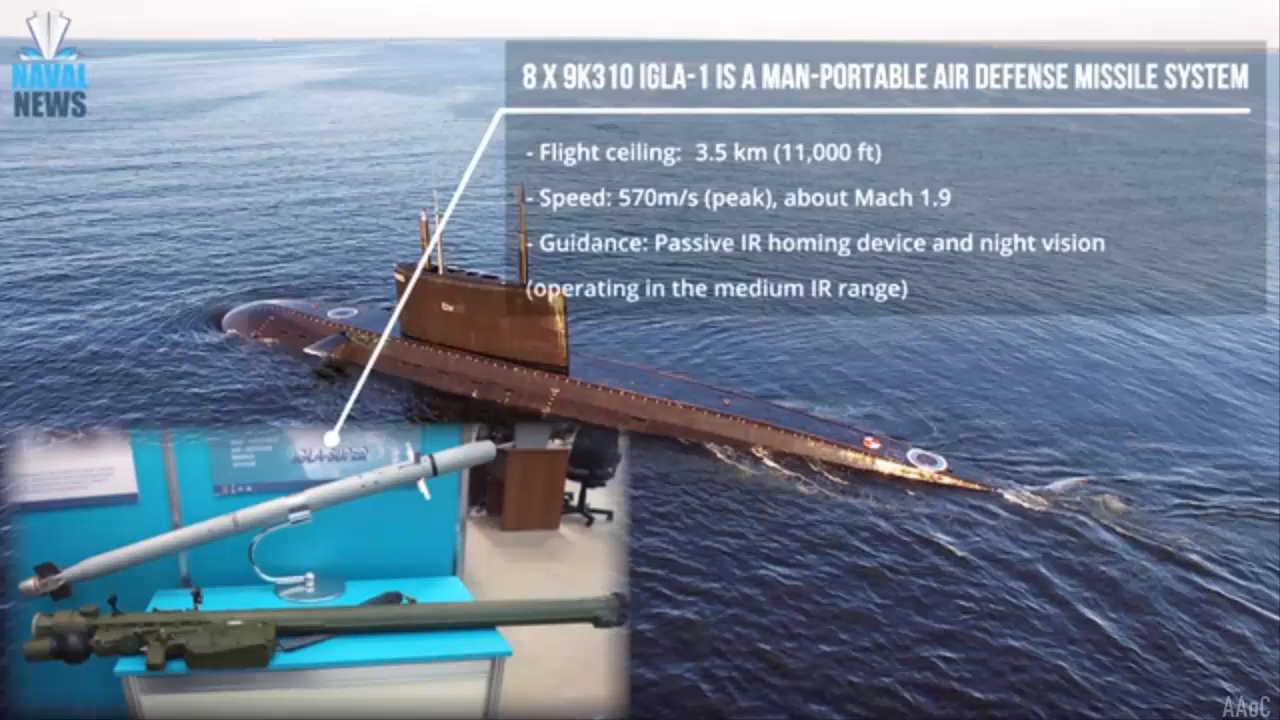 NAVAL
NEWS
8 X 9K310 IGLA-1 IS A MAN-PORTABLE AIR DEFENSE MISSILE SYSTEM
- Flight ceiling: 3.5 km (11,000 ft)
- Speed: 570m/s (peak), about Mach 1.9
- Guidance: Passive IR homing device and night vision
(operating in the medium IR range)
IGLA-SUPER
AAoC